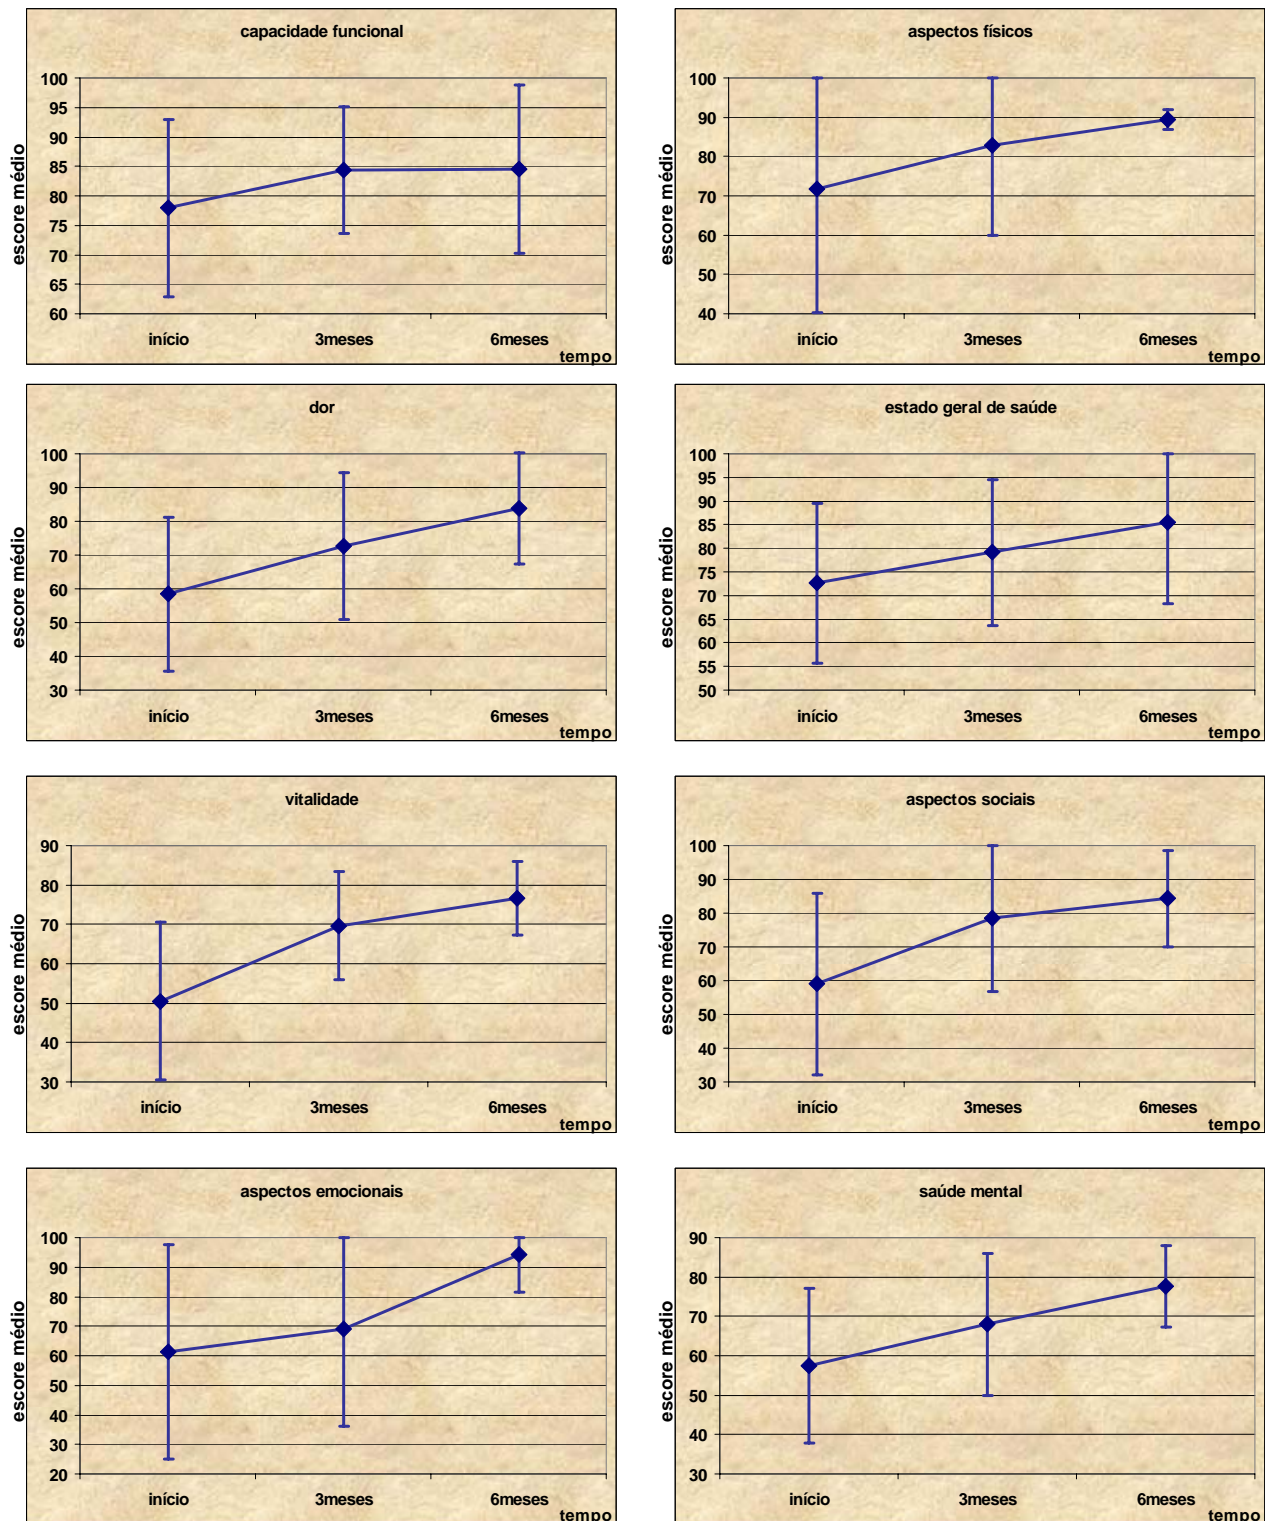 capacidade funcional
escore médio
100
95
90
85
80
75
70
65
60
início 3meses 6meses
tempo
aspectos físicos
escore médio
100
90
80
70
60
50
40
início 3meses 6meses
tempo
dor
escore médio
100
90
80
70
60
50
40
30
início 3meses 6meses
tempo
estado geral de saúde
escore médio
100
95
90
85
80
75
70
65
60
55
50
início 3meses 6meses
tempo
vitalidade
escore médio
90
80
70
60
50
40
30
início 3meses 6meses
tempo
aspectos sociais
escore médio
100
90
80
70
60
50
40
30
início 3meses 6meses
tempo
aspectos emocionais
escore médio
100
90
80
70
60
50
40
30
20
início 3meses 6meses
tempo
saúde mental
escore médio
90
80
70
60
50
40
30
início 3meses 6meses
tempo